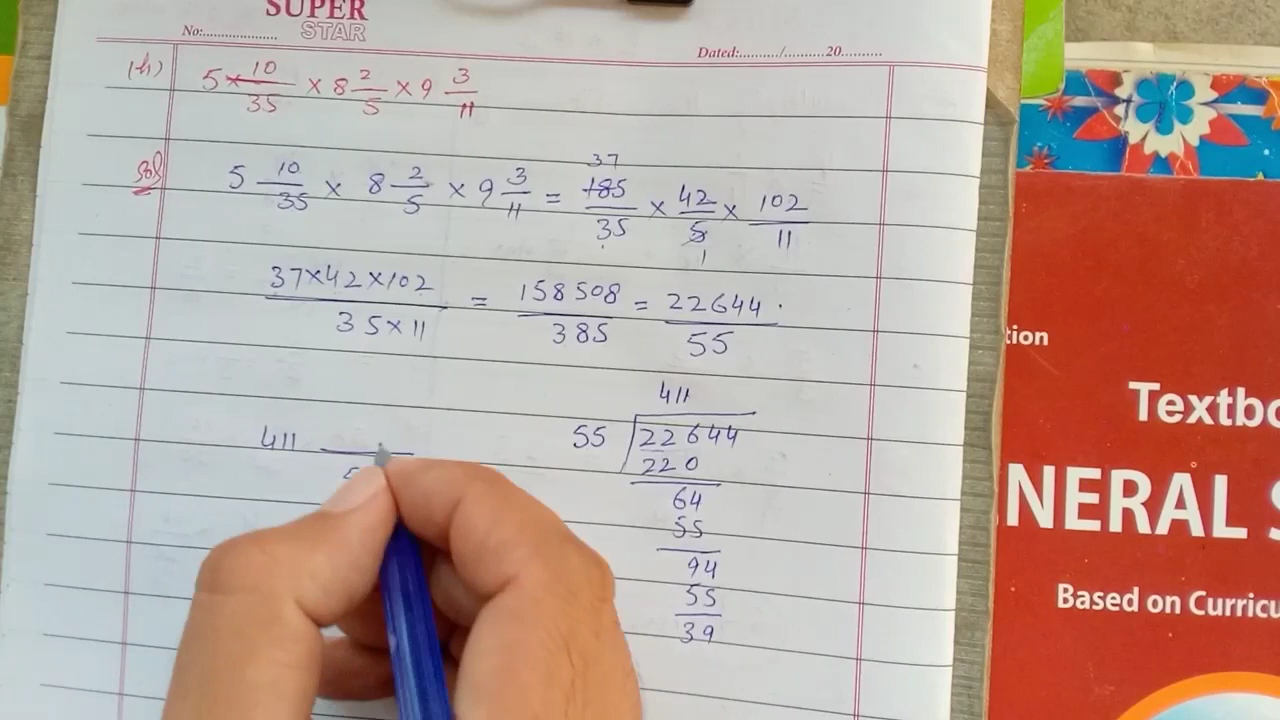 SUPER
STAR
No:....................
Dated:........../..........20..........
(h) 5 10/35 × 8 2/5 × 9 3/11
Sol
5 10/35 × 8 2/5 × 9 3/11 = 185/35 × 42/5 × 102/11
37
1
37×42×102/35×11 = 158508/385 = 22644/55
411
55 22644
220
64
55
94
55
39
411
tion
Textbo
NERAL S
Based on Curricu